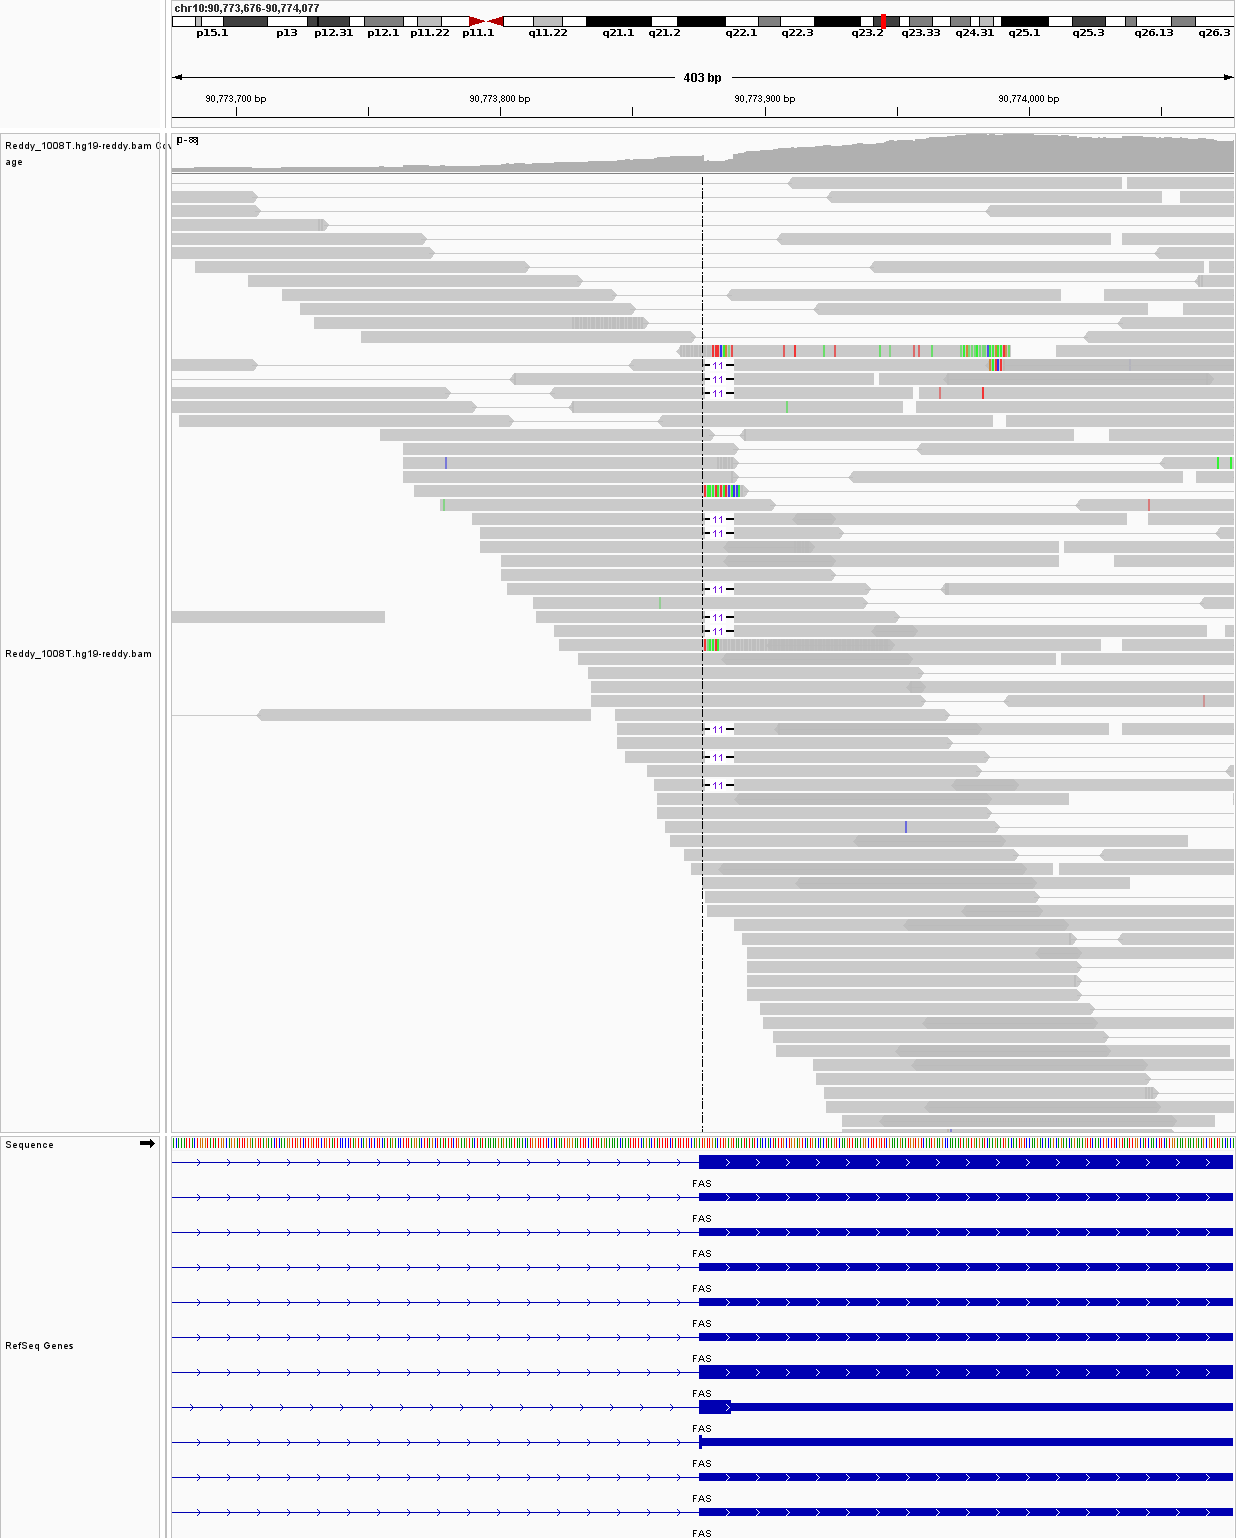 chr10:90,773,676-90,774,077
p15.1 p13 p12.31 p12.1 p11.22 p11.1 q11.22 q21.1 q21.2 q22.1 q22.3 q23.2 q23.33 q24.31 q25.1 q25.3 q26.13 q26.3
403 bp
90,773,700 bp 90,773,800 bp 90,773,900 bp 90,774,000 bp
Reddy_1008T.hg19-reddy.bam Cov
age
[0 - 88]
11
11
11
11
11
11
11
11
Reddy_1008T.hg19-reddy.bam
11
11
11
Sequence
FAS
FAS
FAS
FAS
FAS
RefSeq Genes
FAS
FAS
FAS
FAS
FAS
FAS